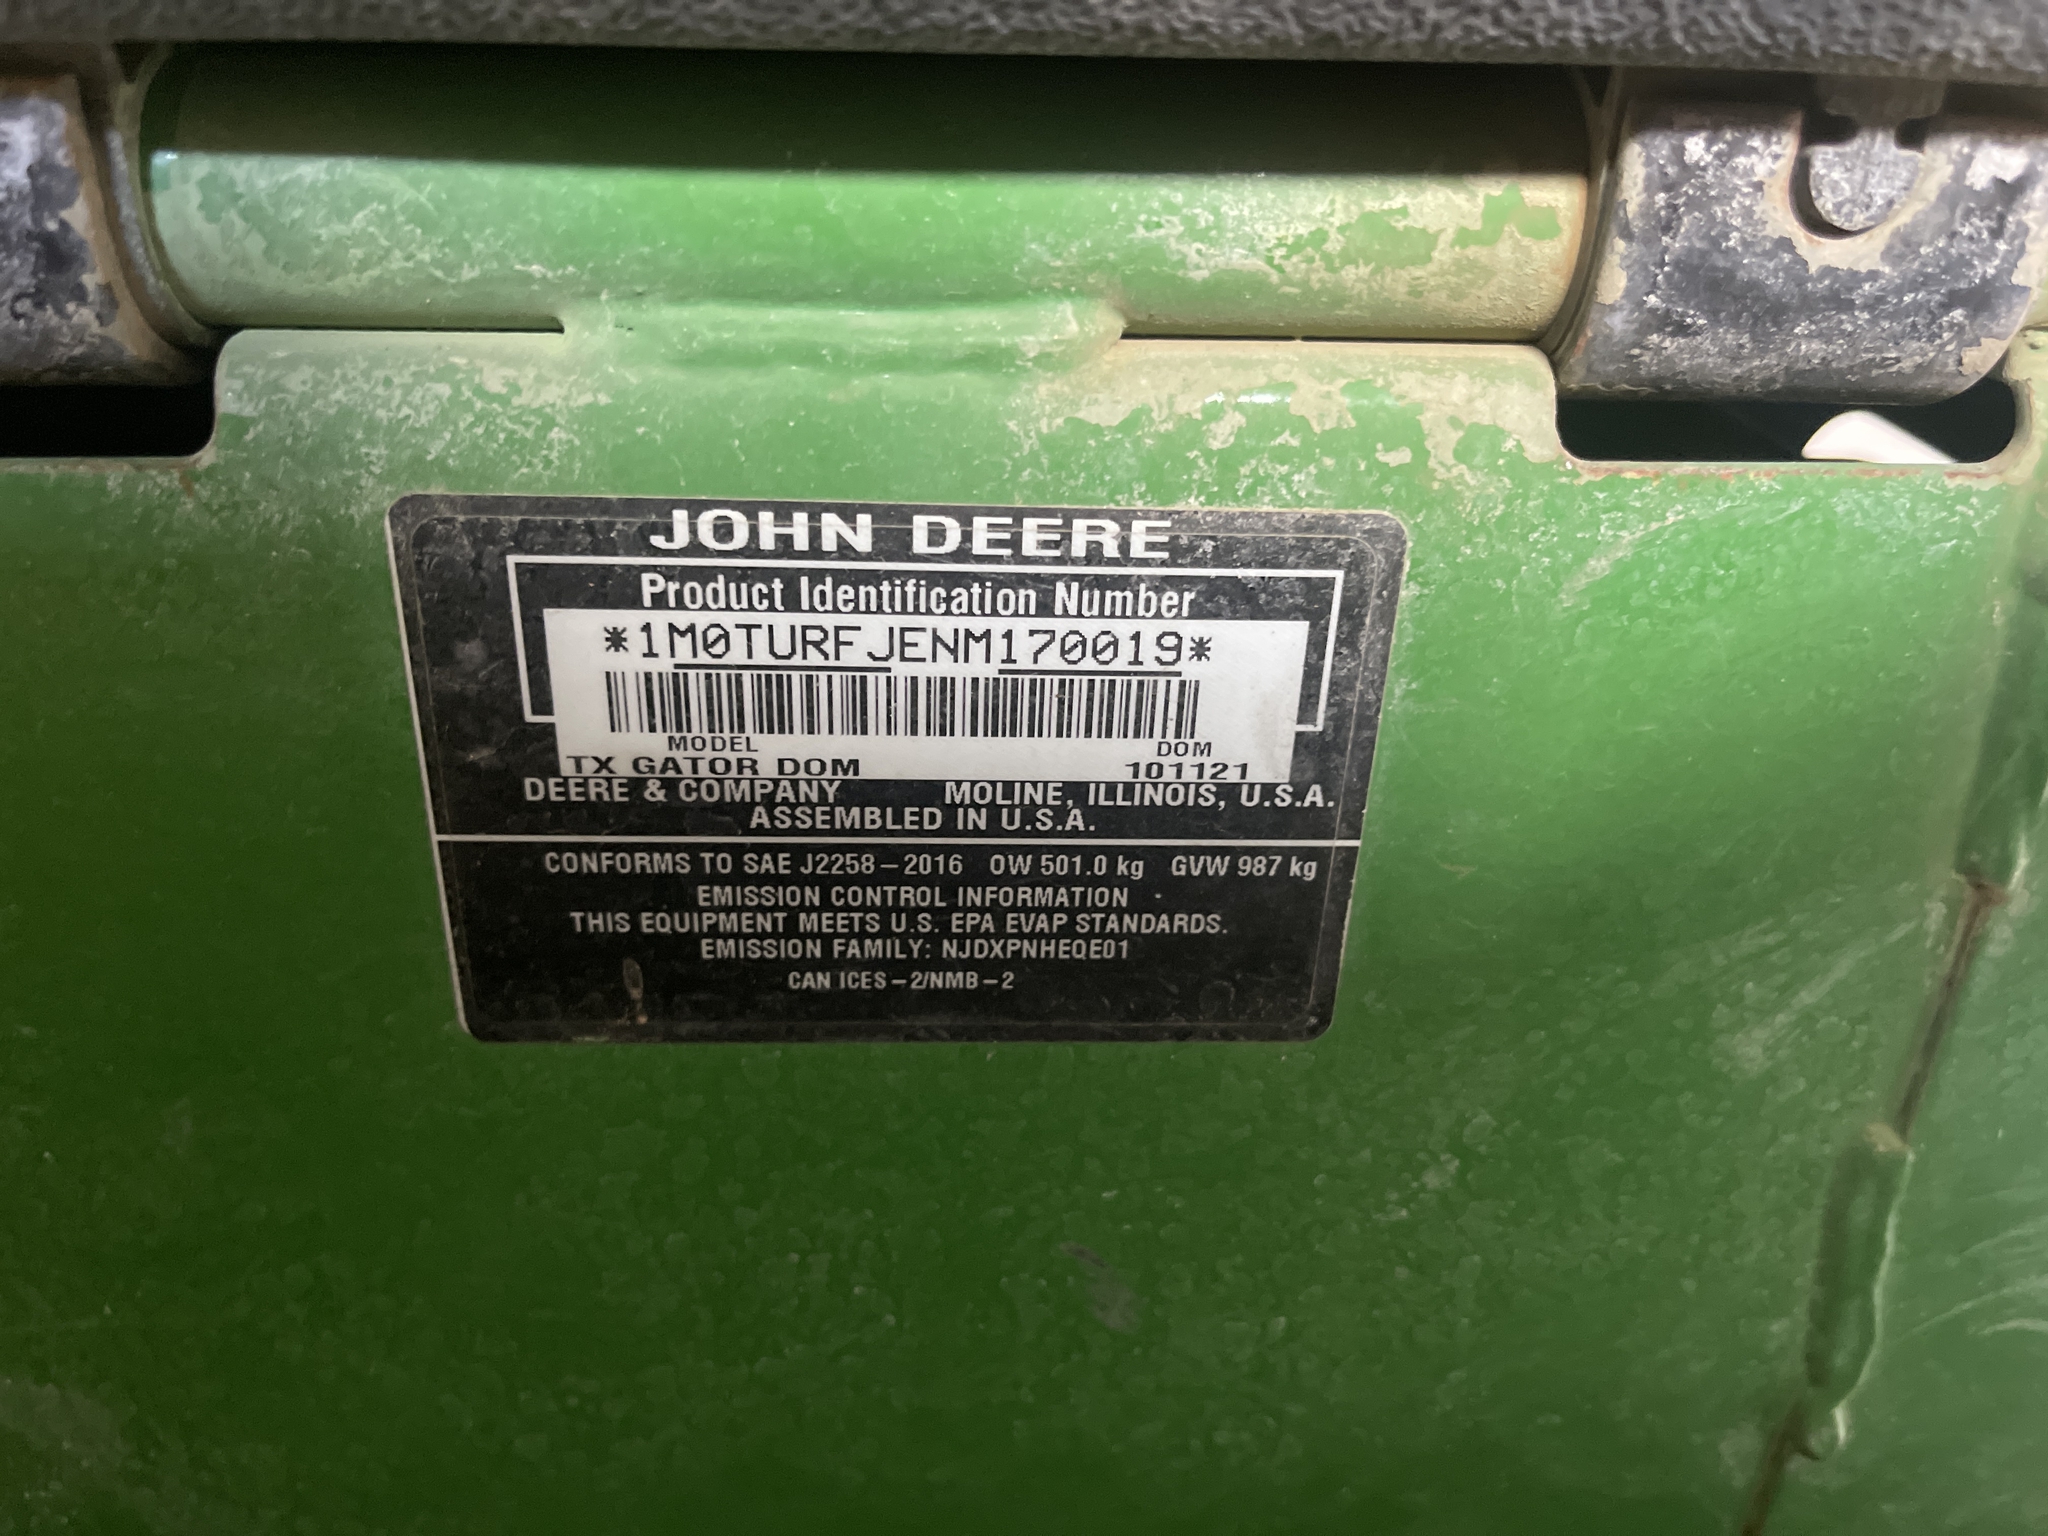 JOHN DEERE
Product Identification Number
*1M0TURFJENM170019*
MODEL DOM
TX GATOR DOM 101121
DEERE & COMPANY MOLINE, ILLINOIS, U.S.A.
ASSEMBLED IN U.S.A.
CONFORMS TO SAE J2258-2016 OW 501.0 kg GVW 987 kg
EMISSION CONTROL INFORMATION
THIS EQUIPMENT MEETS U.S. EPA EVAP STANDARDS.
EMISSION FAMILY: NJDXPNHEQE01
CAN ICES-2/NMB-2